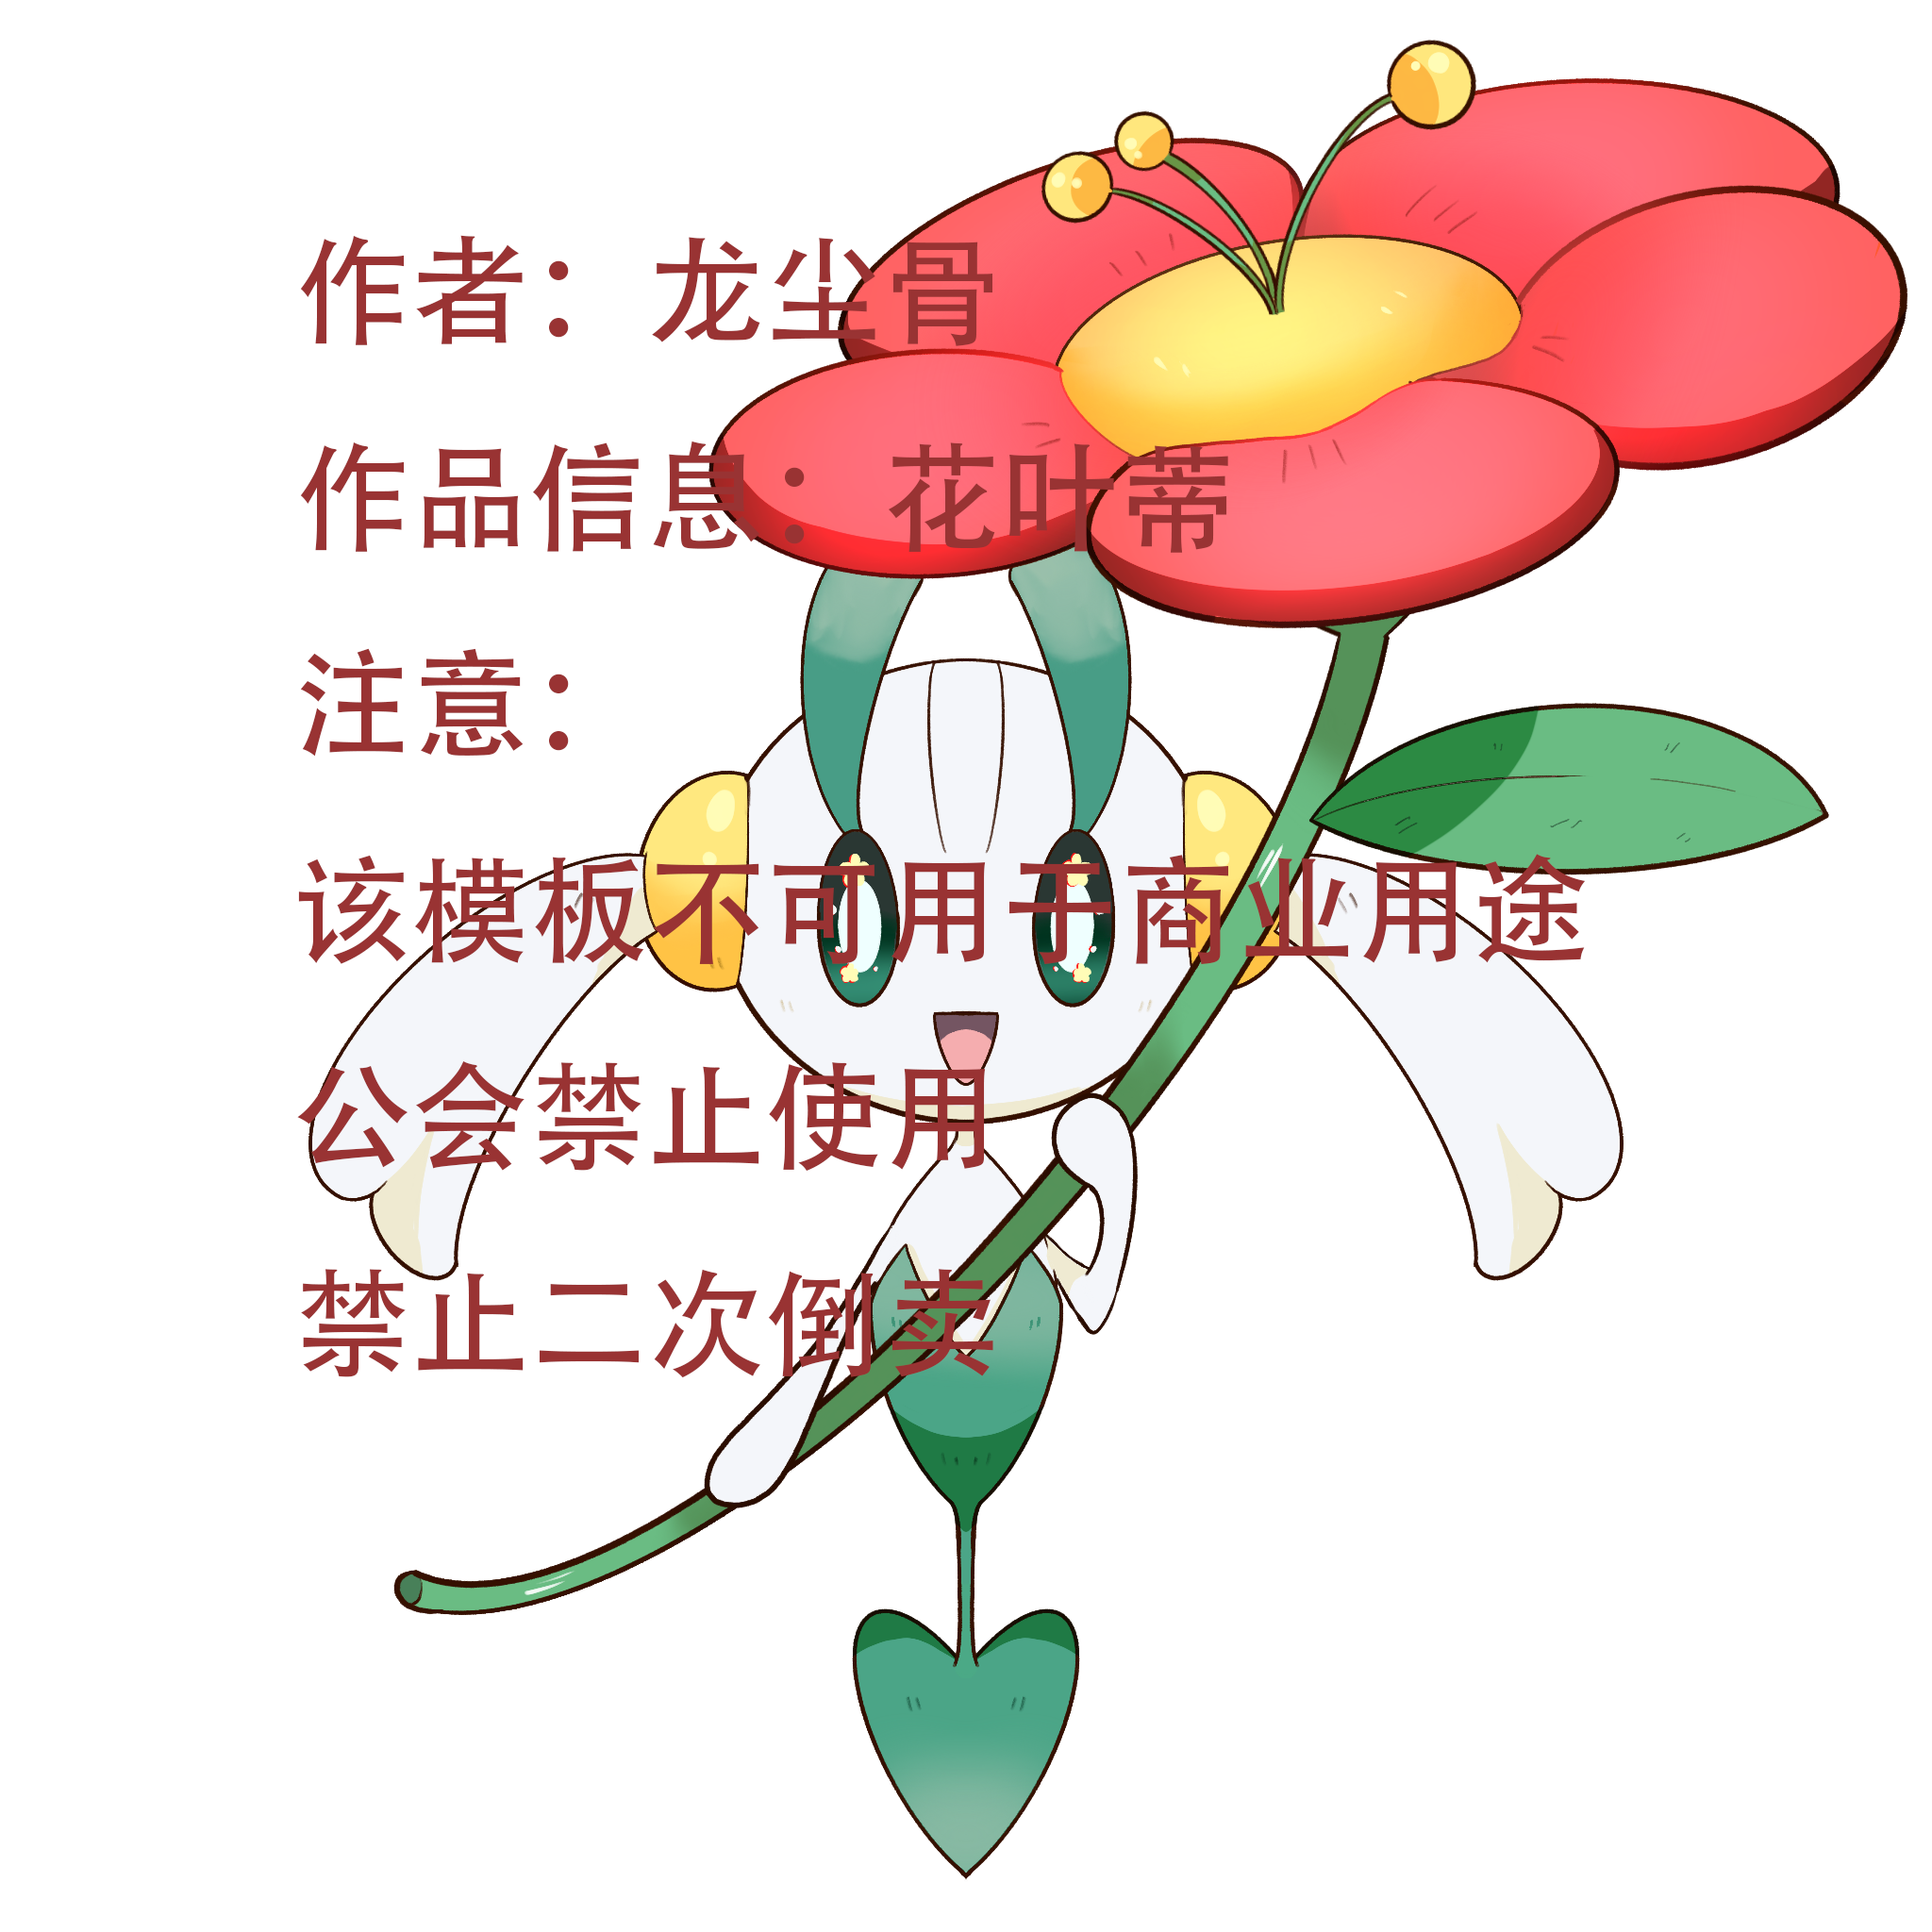 作者：龙尘骨
作品信息：花叶蒂
注意：
该模板不可用于商业用途
公会禁止使用
禁止二次倒卖